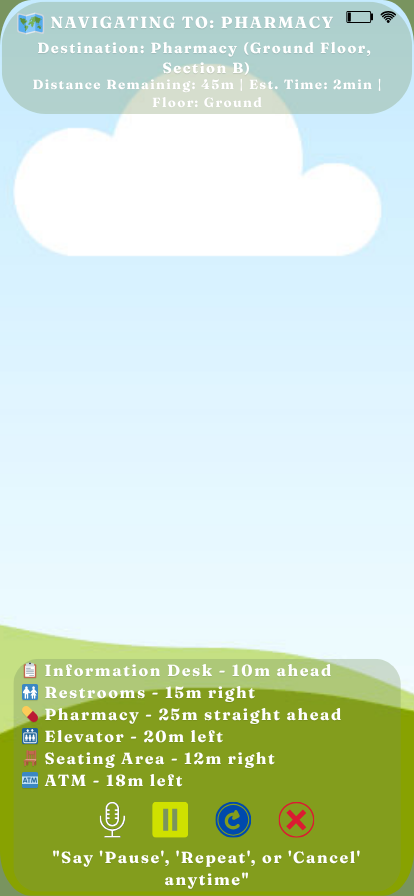 NAVIGATING TO: PHARMACY
Destination: Pharmacy (Ground Floor,
Section B)
Distance Remaining: 45m | Est. Time: 2min |
Floor: Ground
Information Desk - 10m ahead
Restrooms - 15m right
Pharmacy - 25m straight ahead
Elevator - 20m left
Seating Area - 12m right
ATM ATM - 18m left
"Say 'Pause', 'Repeat', or 'Cancel'
anytime"